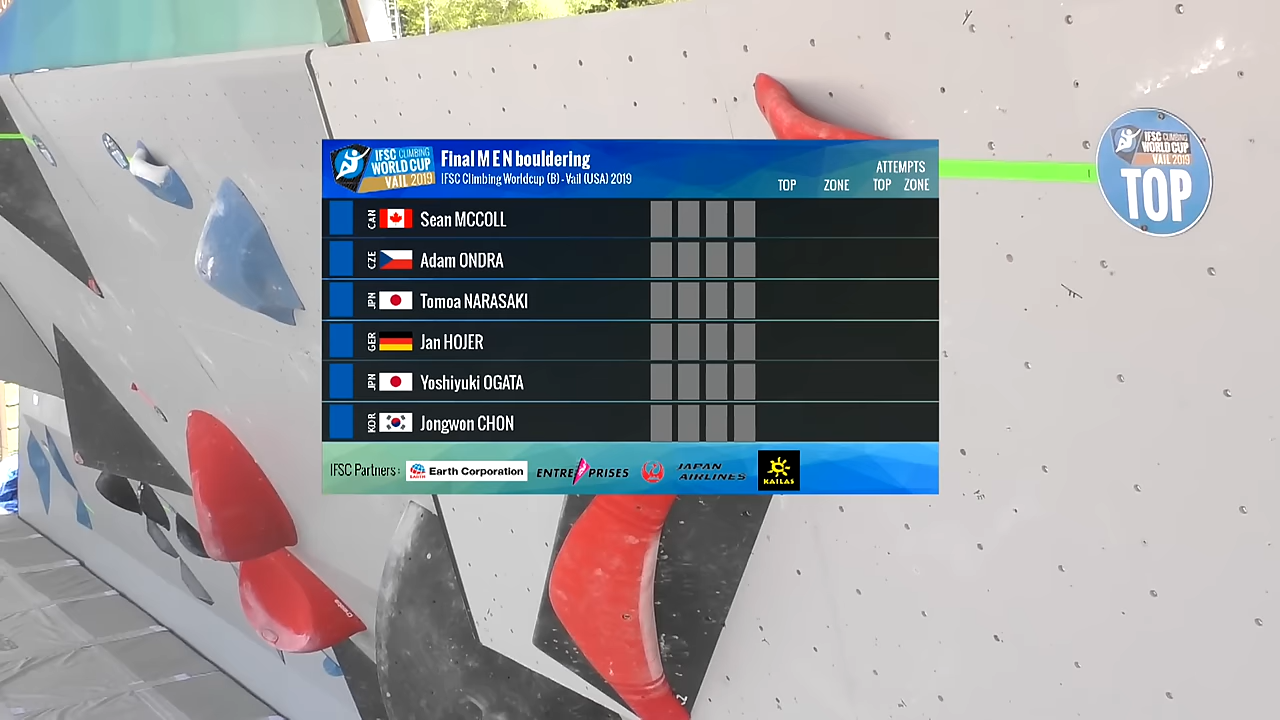 IFSC CLIMBING
WORLD CUP
VAIL 2019
Final M E N bouldering
IFSC Climbing Worldcup (B) - Vail (USA) 2019
ATTEMPTS
TOP ZONE TOP ZONE
CAN Sean MCCOLL
CZE Adam ONDRA
JPN Tomoa NARASAKI
GER Jan HOJER
JPN Yoshiyuki OGATA
KOR Jongwon CHON
IFSC Partners: EARTH Earth Corporation ENTRE PRISES JAPAN AIRLINES KAILAS
IFSC CLIMBING
WORLD CUP
VAIL 2019
TOP